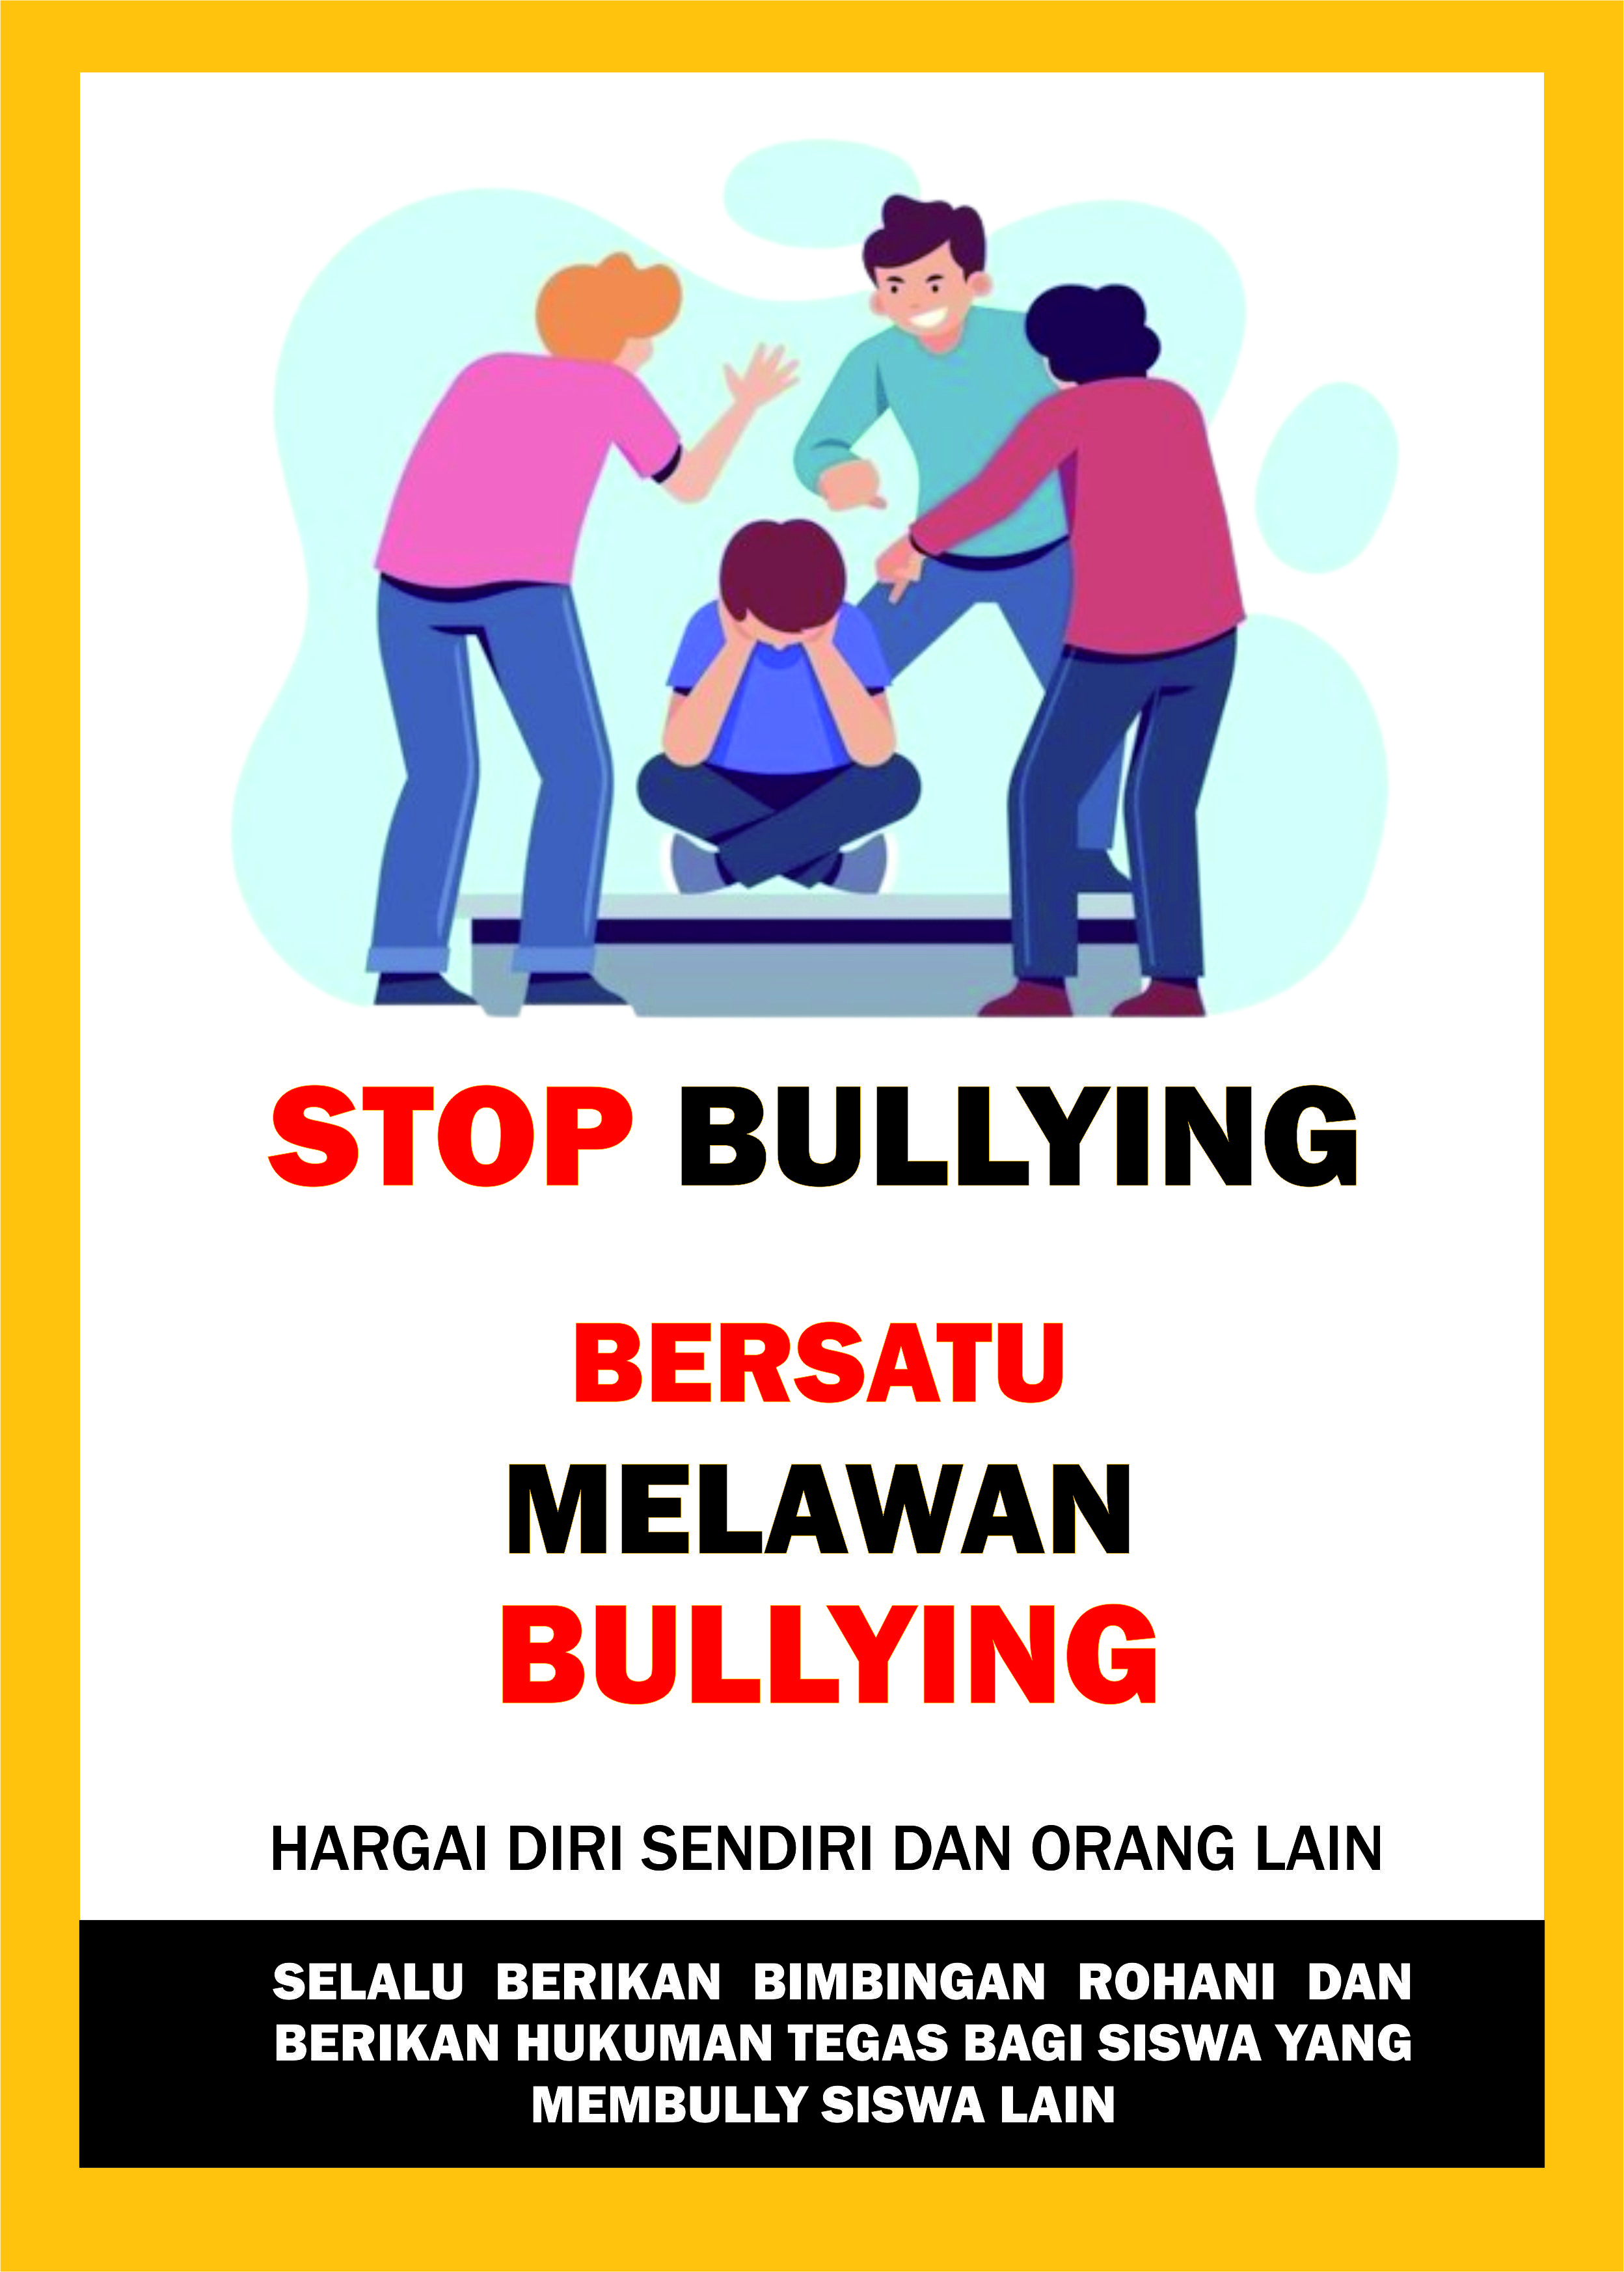 STOP BULLYING
BERSATU
MELAWAN
BULLYING
HARGAI DIRI SENDIRI DAN ORANG LAIN
SELALU BERIKAN BIMBINGAN ROHANI DAN
BERIKAN HUKUMAN TEGAS BAGI SISWA YANG
MEMBULLY SISWA LAIN